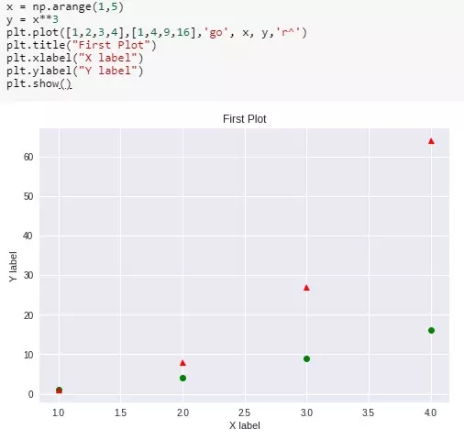 x = np.arange(1,5)
y = x**3
plt.plot([1,2,3,4],[1,4,9,16],'go', x, y,'r^')
plt.title("First Plot")
plt.xlabel("X label")
plt.ylabel("Y label")
plt.show()
First Plot
60
50
40
30
20
10
0
Y label
1.0 1.5 2.0 2.5 3.0 3.5 4.0
X label